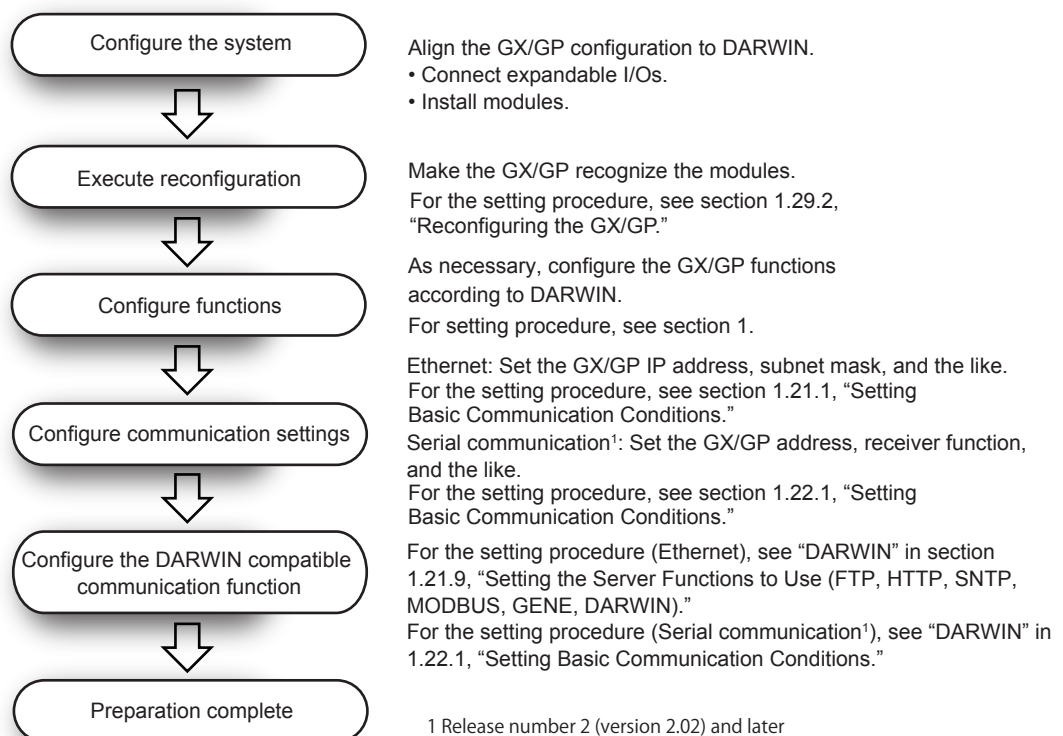 Configure the system
Align the GX/GP configuration to DARWIN.
• Connect expandable I/Os.
• Install modules.
Execute reconfiguration
Make the GX/GP recognize the modules.
For the setting procedure, see section 1.29.2,
“Reconfiguring the GX/GP.”
Configure functions
As necessary, configure the GX/GP functions
according to DARWIN.
For setting procedure, see section 1.
Configure communication settings
Ethernet: Set the GX/GP IP address, subnet mask, and the like.
For the setting procedure, see section 1.21.1, “Setting
Basic Communication Conditions.”
Serial communication¹: Set the GX/GP address, receiver function,
and the like.
For the setting procedure, see section 1.22.1, “Setting
Basic Communication Conditions.”
Configure the DARWIN compatible
communication function
For the setting procedure (Ethernet), see “DARWIN” in section
1.21.9, “Setting the Server Functions to Use (FTP, HTTP, SNTP,
MODBUS, GENE, DARWIN).”
For the setting procedure (Serial communication¹), see “DARWIN” in
1.22.1, “Setting Basic Communication Conditions.”
Preparation complete
1 Release number 2 (version 2.02) and later